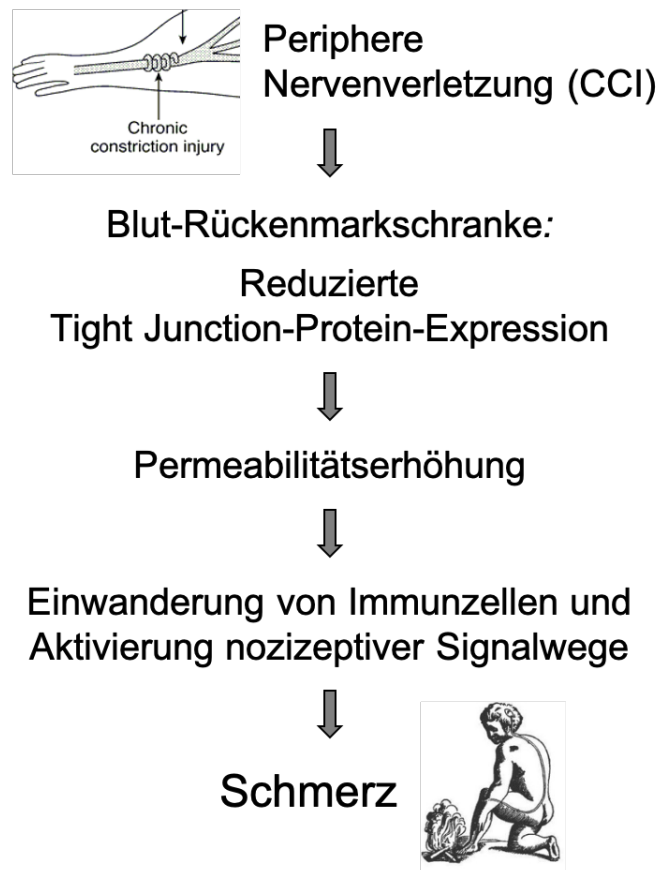 Periphere
Nervenverletzung (CCI)
Chronic
constriction injury
Blut-Rückenmarkschranke:
Reduzierte
Tight Junction-Protein-Expression
Permeabilitätserhöhung
Einwanderung von Immunzellen und
Aktivierung nozizeptiver Signalwege
Schmerz